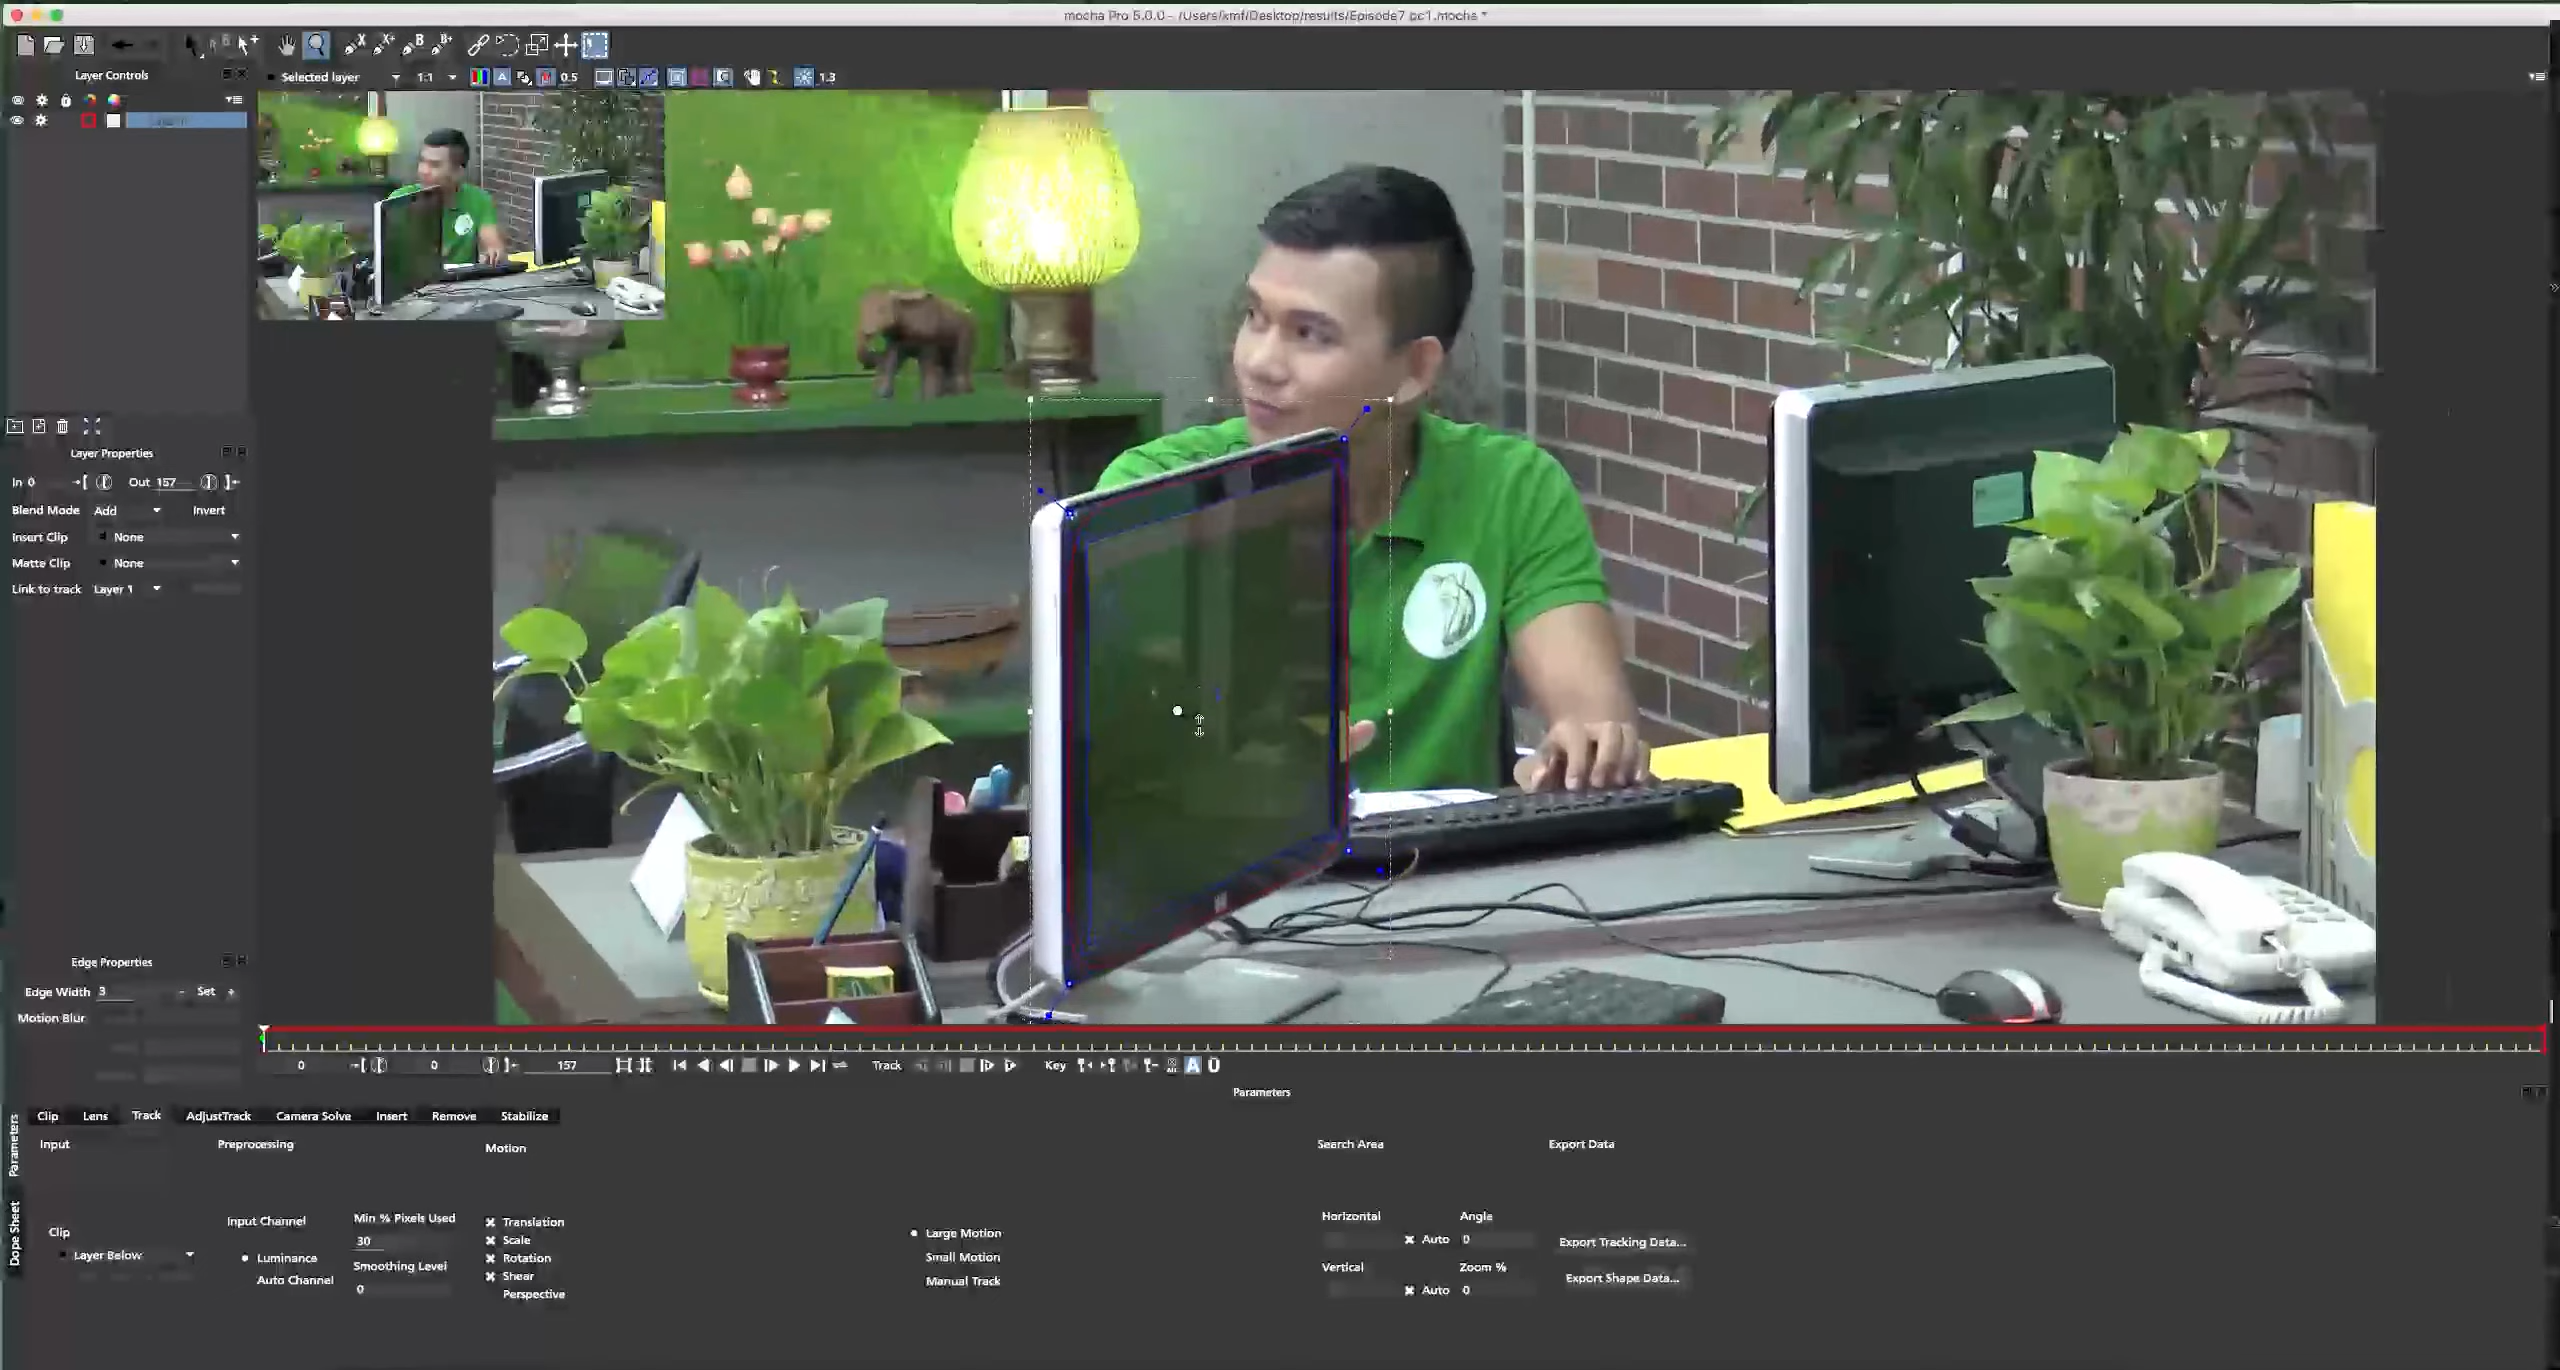 mocha Pro 5.0.0 - /Users/kmf/Desktop/results/Episode7 pc1.mocha *
Layer Controls
Selected layer
1:1
A
0.5
1.3
Layer Properties
In 0
Out 157
Blend Mode Add
Invert
Insert Clip None
Matte Clip None
Link to track Layer 1
Edge Properties
Edge Width 3
- Set +
Motion Blur
0
0
157
Track
Key
A
Parameters
Parameters
Dope Sheet
Clip
Lens
Track
AdjustTrack
Camera Solve
Insert
Remove
Stabilize
Input
Preprocessing
Motion
Search Area
Export Data
Clip
Layer Below
Input Channel
Luminance
Auto Channel
Min % Pixels Used
30
Smoothing Level
0
Translation
Scale
Rotation
Shear
Perspective
Large Motion
Small Motion
Manual Track
Horizontal
Angle
Auto 0
Vertical
Zoom %
Auto 0
Export Tracking Data...
Export Shape Data...